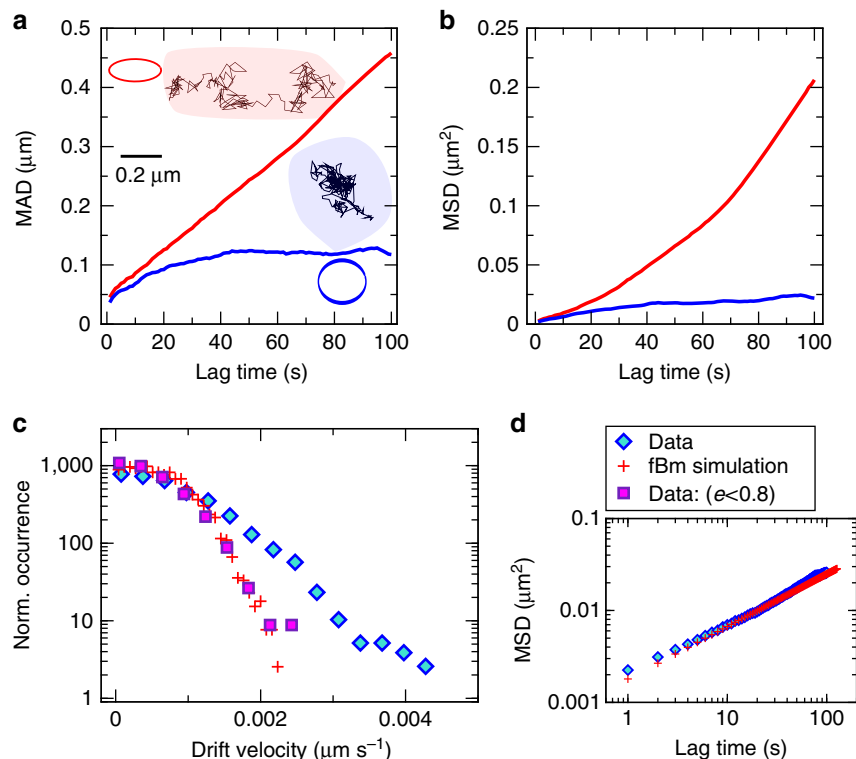 a
0.5
0.4
0.3
0.2
0.1
0
MAD (μm)
0.2 μm
0 20 40 60 80 100
Lag time (s)
b
0.25
0.2
0.15
0.1
0.05
0
MSD (μm²)
0 20 40 60 80 100
Lag time (s)
c
1,000
100
10
1
Norm. occurrence
0 0.002 0.004
Drift velocity (μm s⁻¹)
d
Data
fBm simulation
Data: (e<0.8)
0.1
0.01
0.001
MSD (μm²)
1 10 100
Lag time (s)